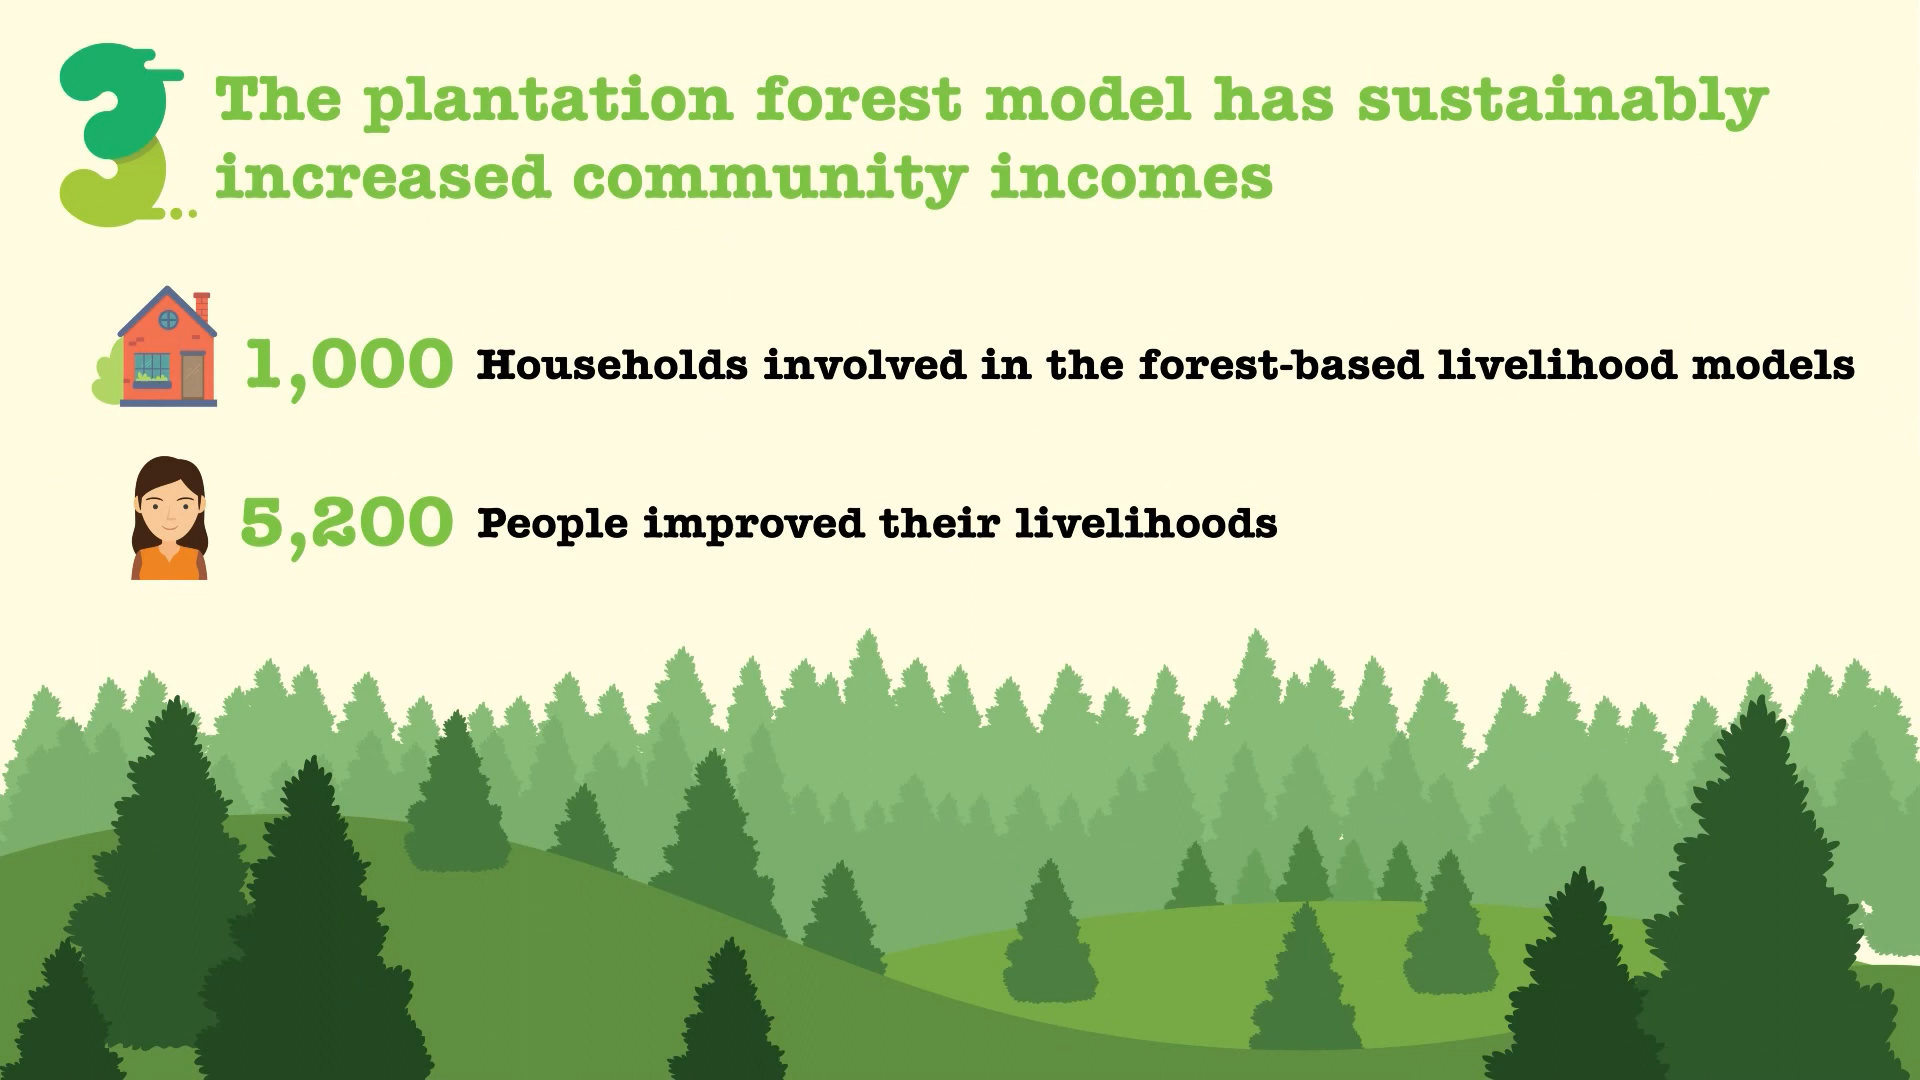 3
The plantation forest model has sustainably
increased community incomes
1,000 Households involved in the forest-based livelihood models
5,200 People improved their livelihoods